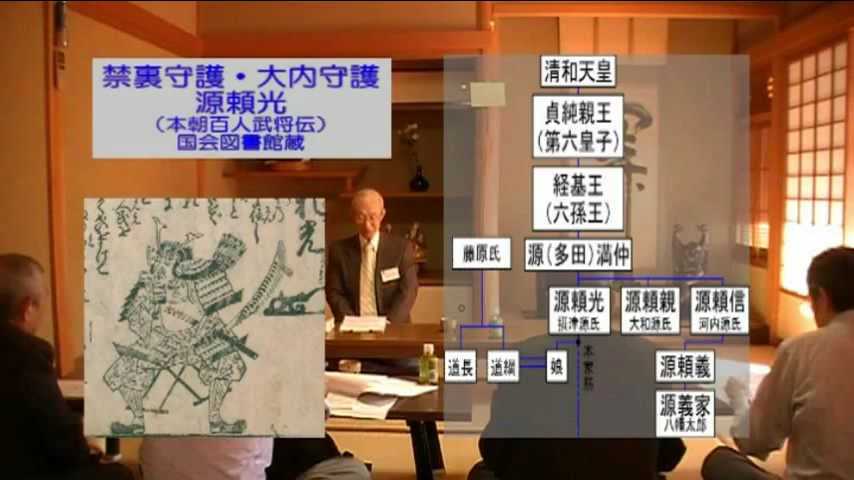 禁裏守護・大内守護
源頼光
（本朝百人武将伝）
国会図書館蔵
清和天皇
貞純親王
(第六皇子)
経基王
(六孫王)
藤原氏
源(多田)満仲
源頼光
摂津源氏
源頼親
大和源氏
源頼信
河内源氏
道長
道綱
娘
本家筋
源頼義
源義家
八幡太郎